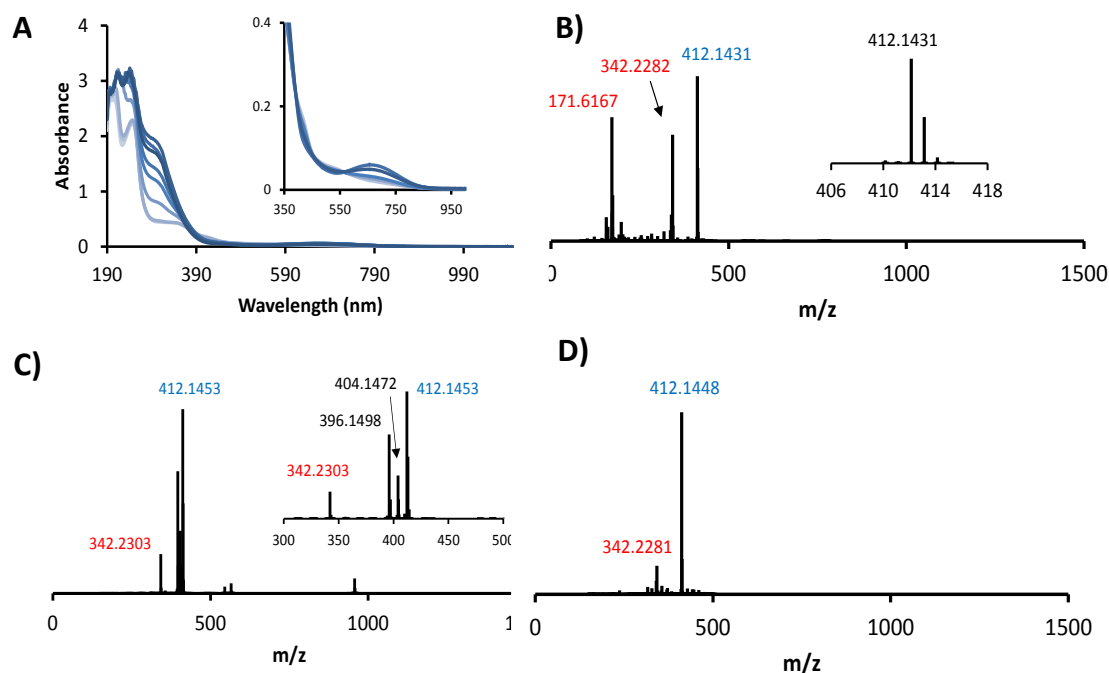 A
Absorbance
4
3
2
1
0
190 390 590 790 990
Wavelength (nm)
0.4
0.2
0
350 550 750 950
B)
171.6167
342.2282
412.1431
412.1431
406 410 414 418
0 500 1000 1500
m/z
C)
412.1453
342.2303
404.1472
396.1498
412.1453
342.2303
300 350 400 450 500
0 500 1000 1
m/z
D)
412.1448
342.2281
0 500 1000 1500
m/z